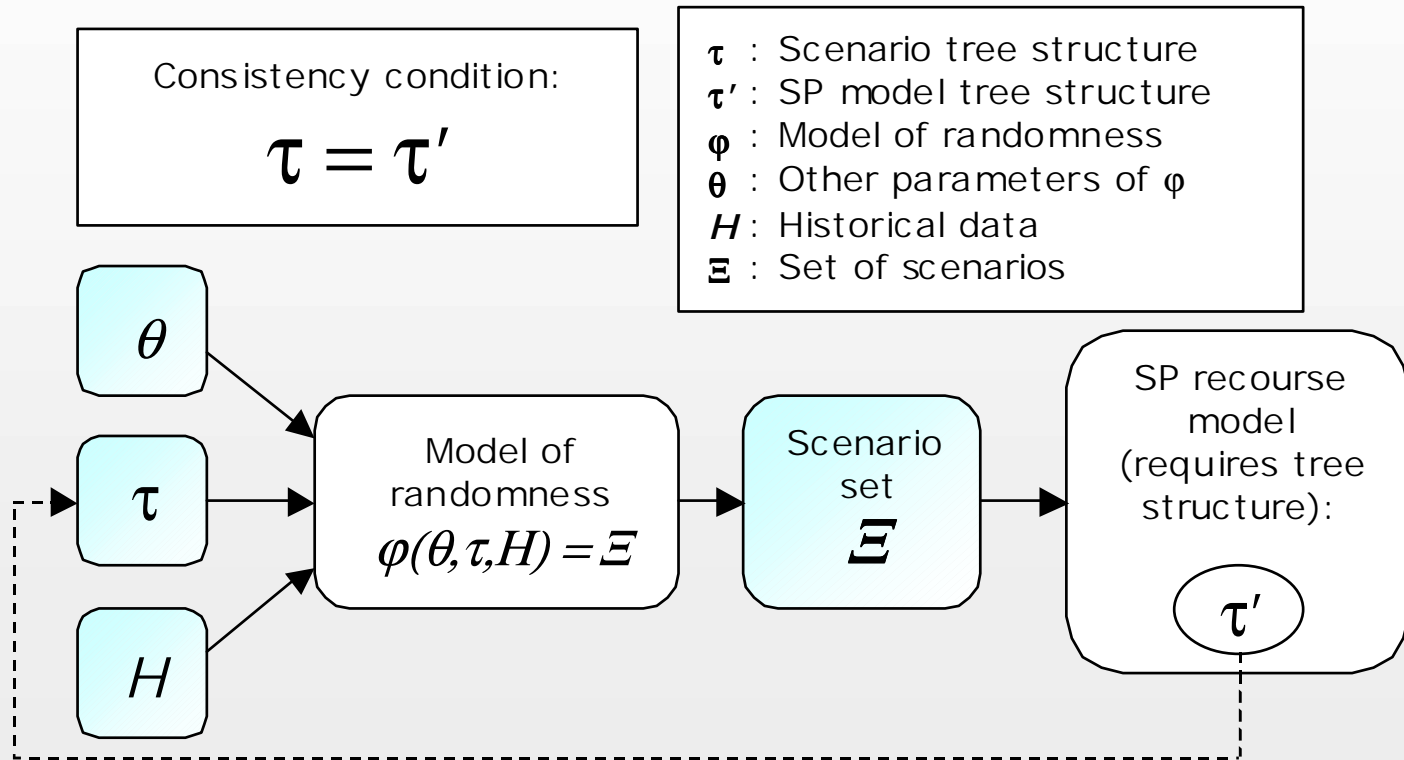 Consistency condition:
τ = τ′
τ : Scenario tree structure
τ′ : SP model tree structure
φ : Model of randomness
θ : Other parameters of φ
H : Historical data
Ξ : Set of scenarios
θ
τ
H
Model of
randomness
φ(θ,τ,H) = Ξ
Scenario
set
Ξ
SP recourse
model
(requires tree
structure):
τ′